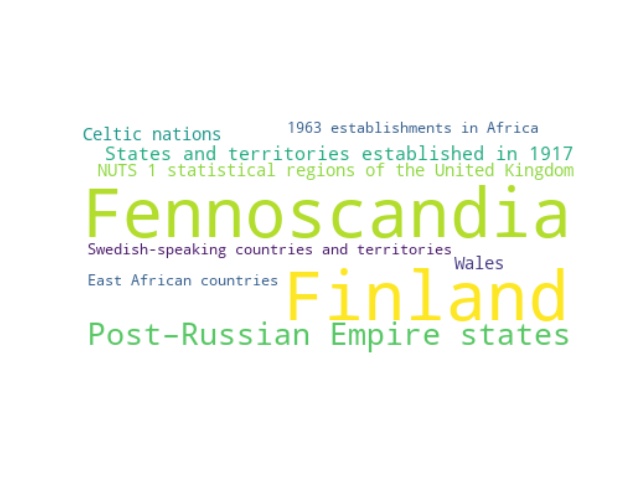 Celtic nations
1963 establishments in Africa
States and territories established in 1917
NUTS 1 statistical regions of the United Kingdom
Fennoscandia
Swedish-speaking countries and territories
Wales
East African countries
Finland
Post–Russian Empire states